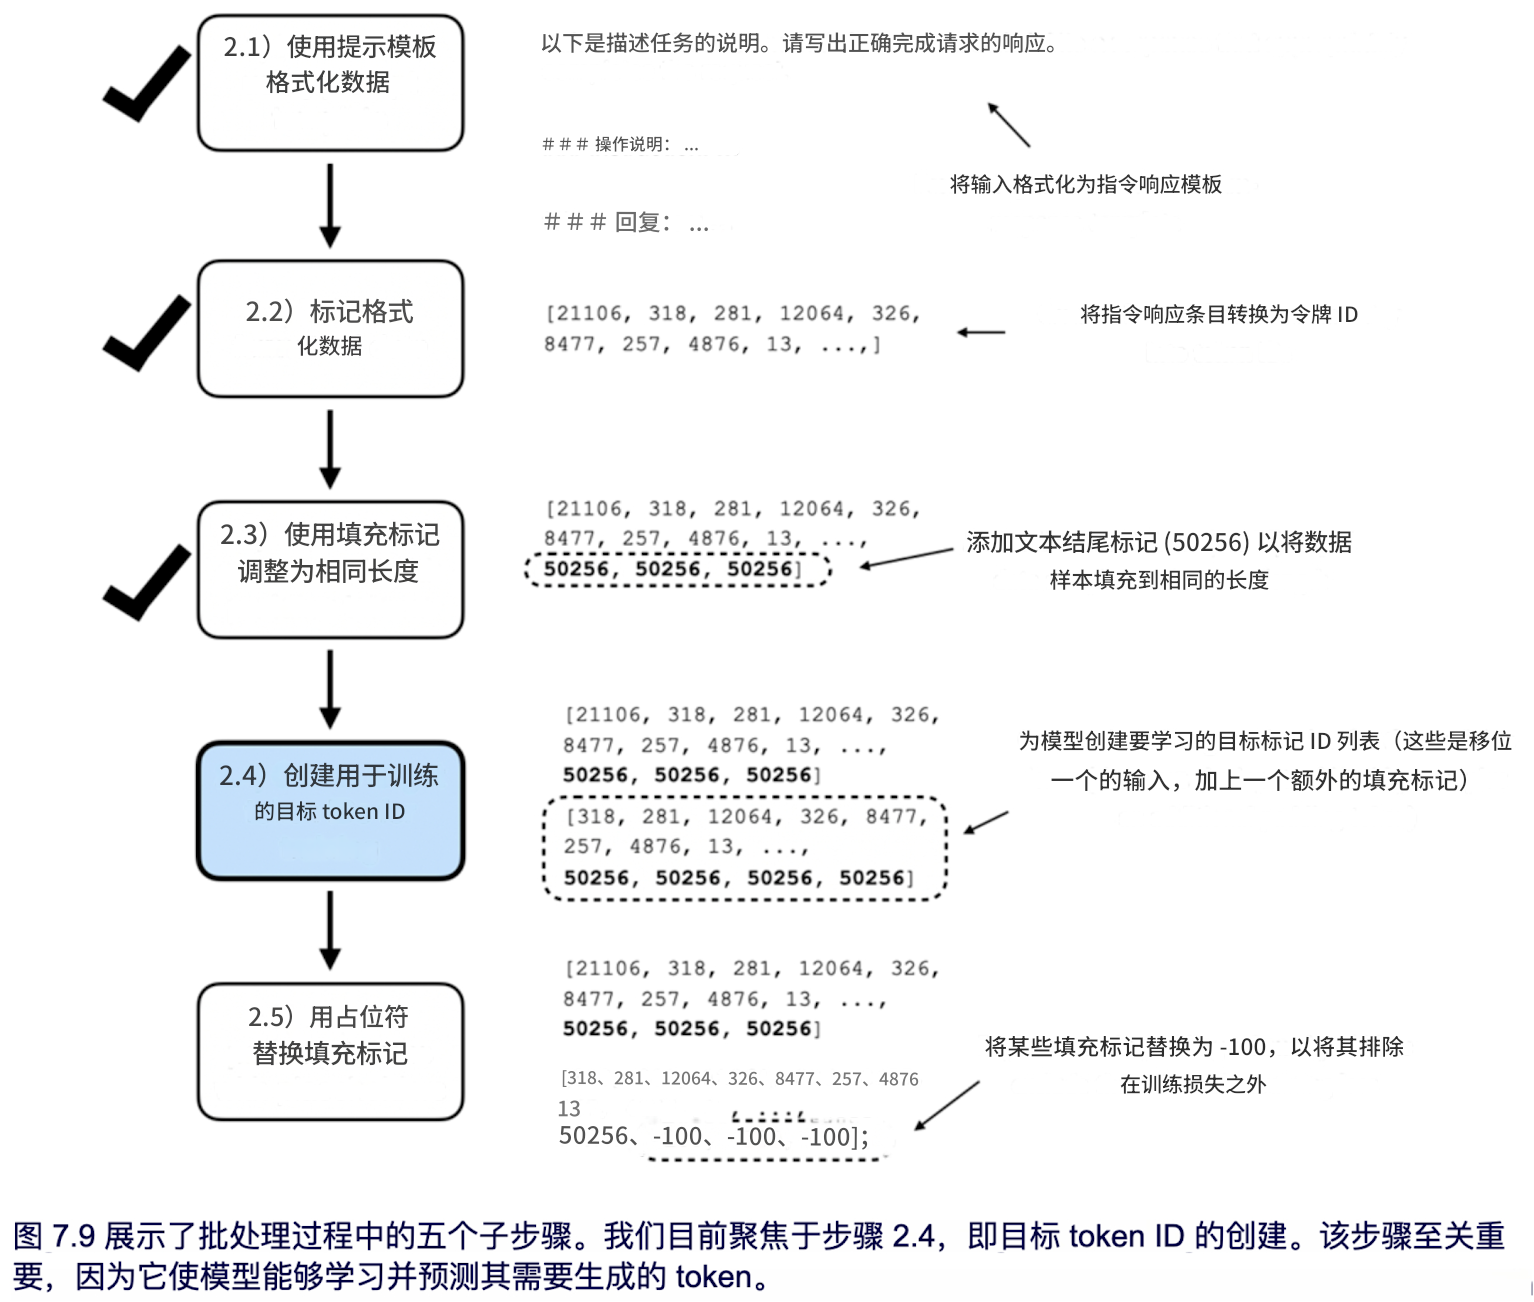 2.1）使用提示模板
格式化数据
以下是描述任务的说明。请写出正确完成请求的响应。
＃＃＃ 操作说明： ...
＃＃＃ 回复： ...
将输入格式化为指令响应模板
2.2）标记格式
化数据
[21106, 318, 281, 12064, 326,
8477, 257, 4876, 13, ...,]
将指令响应条目转换为令牌 ID
2.3）使用填充标记
调整为相同长度
[21106, 318, 281, 12064, 326,
8477, 257, 4876, 13, ...,
50256, 50256, 50256]
添加文本结尾标记 (50256) 以将数据
样本填充到相同的长度
2.4）创建用于训练
的目标 token ID
[21106, 318, 281, 12064, 326,
8477, 257, 4876, 13, ...,
50256, 50256, 50256]
[318, 281, 12064, 326, 8477,
257, 4876, 13, ...,
50256, 50256, 50256, 50256]
为模型创建要学习的目标标记 ID 列表（这些是移位
一个的输入，加上一个额外的填充标记）
2.5）用占位符
替换填充标记
[21106, 318, 281, 12064, 326,
8477, 257, 4876, 13, ...,
50256, 50256, 50256]
[318、281、12064、326、8477、257、4876
13 , ...,
50256、-100、-100、-100]；
将某些填充标记替换为 -100，以将其排除
在训练损失之外
图 7.9 展示了批处理过程中的五个子步骤。我们目前聚焦于步骤 2.4，即目标 token ID 的创建。该步骤至关重
要，因为它使模型能够学习并预测其需要生成的 token。